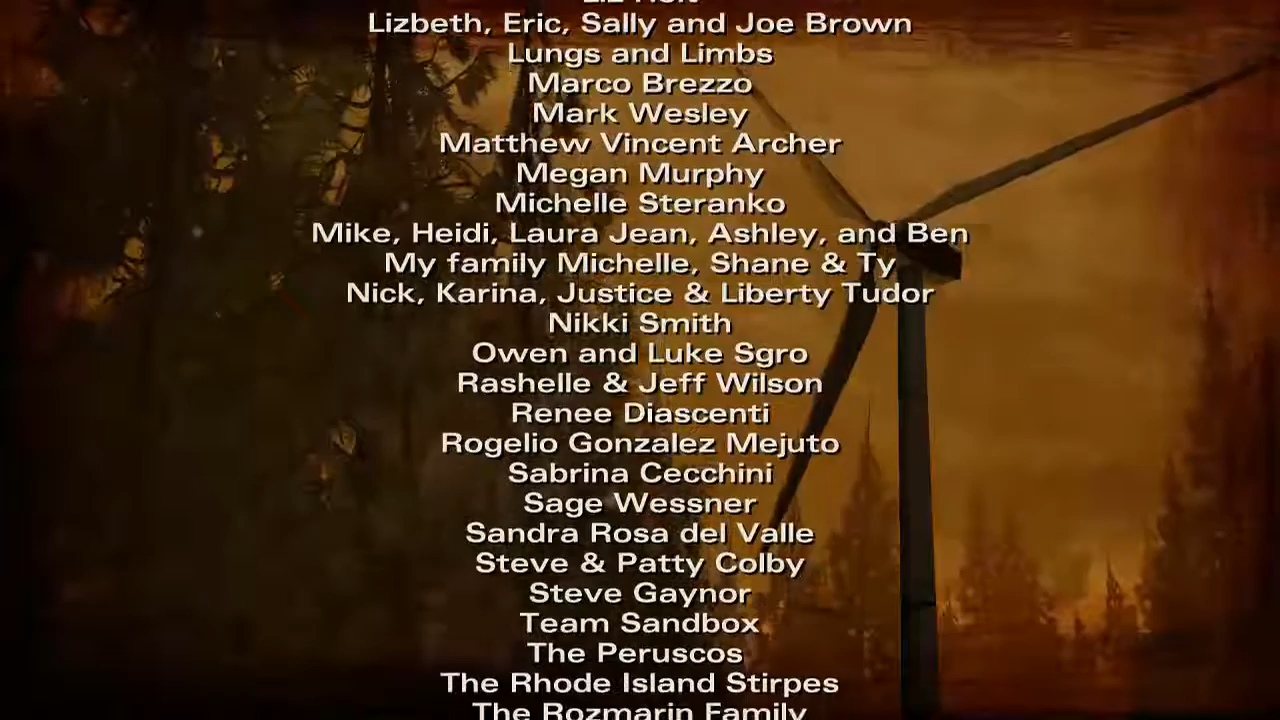 Lizbeth, Eric, Sally and Joe Brown
Lungs and Limbs
Marco Brezzo
Mark Wesley
Matthew Vincent Archer
Megan Murphy
Michelle Steranko
Mike, Heidi, Laura Jean, Ashley, and Ben
My family Michelle, Shane & Ty
Nick, Karina, Justice & Liberty Tudor
Nikki Smith
Owen and Luke Sgro
Rashelle & Jeff Wilson
Renee Diascenti
Rogelio Gonzalez Mejuto
Sabrina Cecchini
Sage Wessner
Sandra Rosa del Valle
Steve & Patty Colby
Steve Gaynor
Team Sandbox
The Peruscos
The Rhode Island Stirpes
The Rozmarin Family